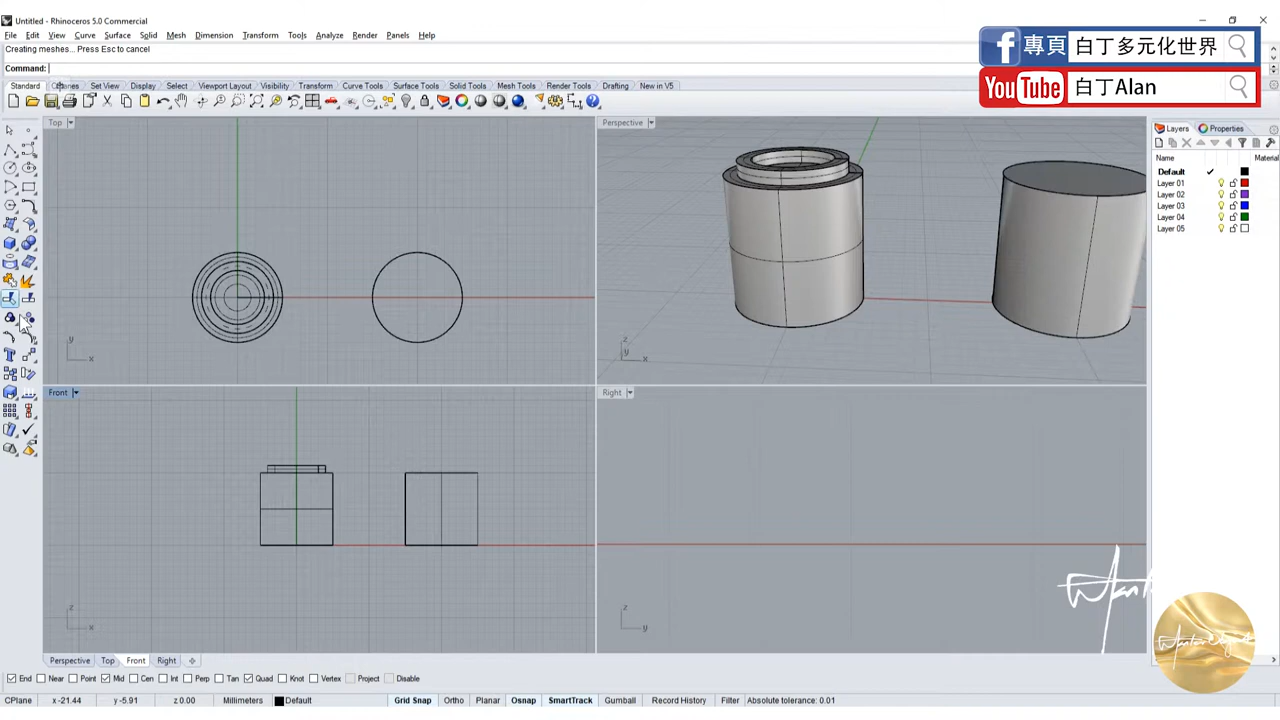 Untitled - Rhinoceros 5.0 Commercial
File Edit View Curve Surface Solid Mesh Dimension Transform Tools Analyze Render Panels Help
Creating meshes... Press Esc to cancel
Command:
Standard CPlanes Set View Display Select Viewport Layout Visibility Transform Curve Tools Surface Tools Solid Tools Mesh Tools Render Tools Drafting New in V5
f 專頁 白丁多元化世界
YouTube 白丁Alan
Top
Perspective
Layers Properties
Name Material
Default
Layer 01
Layer 02
Layer 03
Layer 04
Layer 05
y
x
z
y
x
Front
Right
z
x
z
y
Perspective Top Front Right
End Near Point Mid Cen Int Perp Tan Quad Knot Vertex Project Disable
CPlane x -21.44 y -5.91 z 0.00 Millimeters Default Grid Snap Ortho Planar Osnap SmartTrack Gumball Record History Filter Absolute tolerance: 0.01